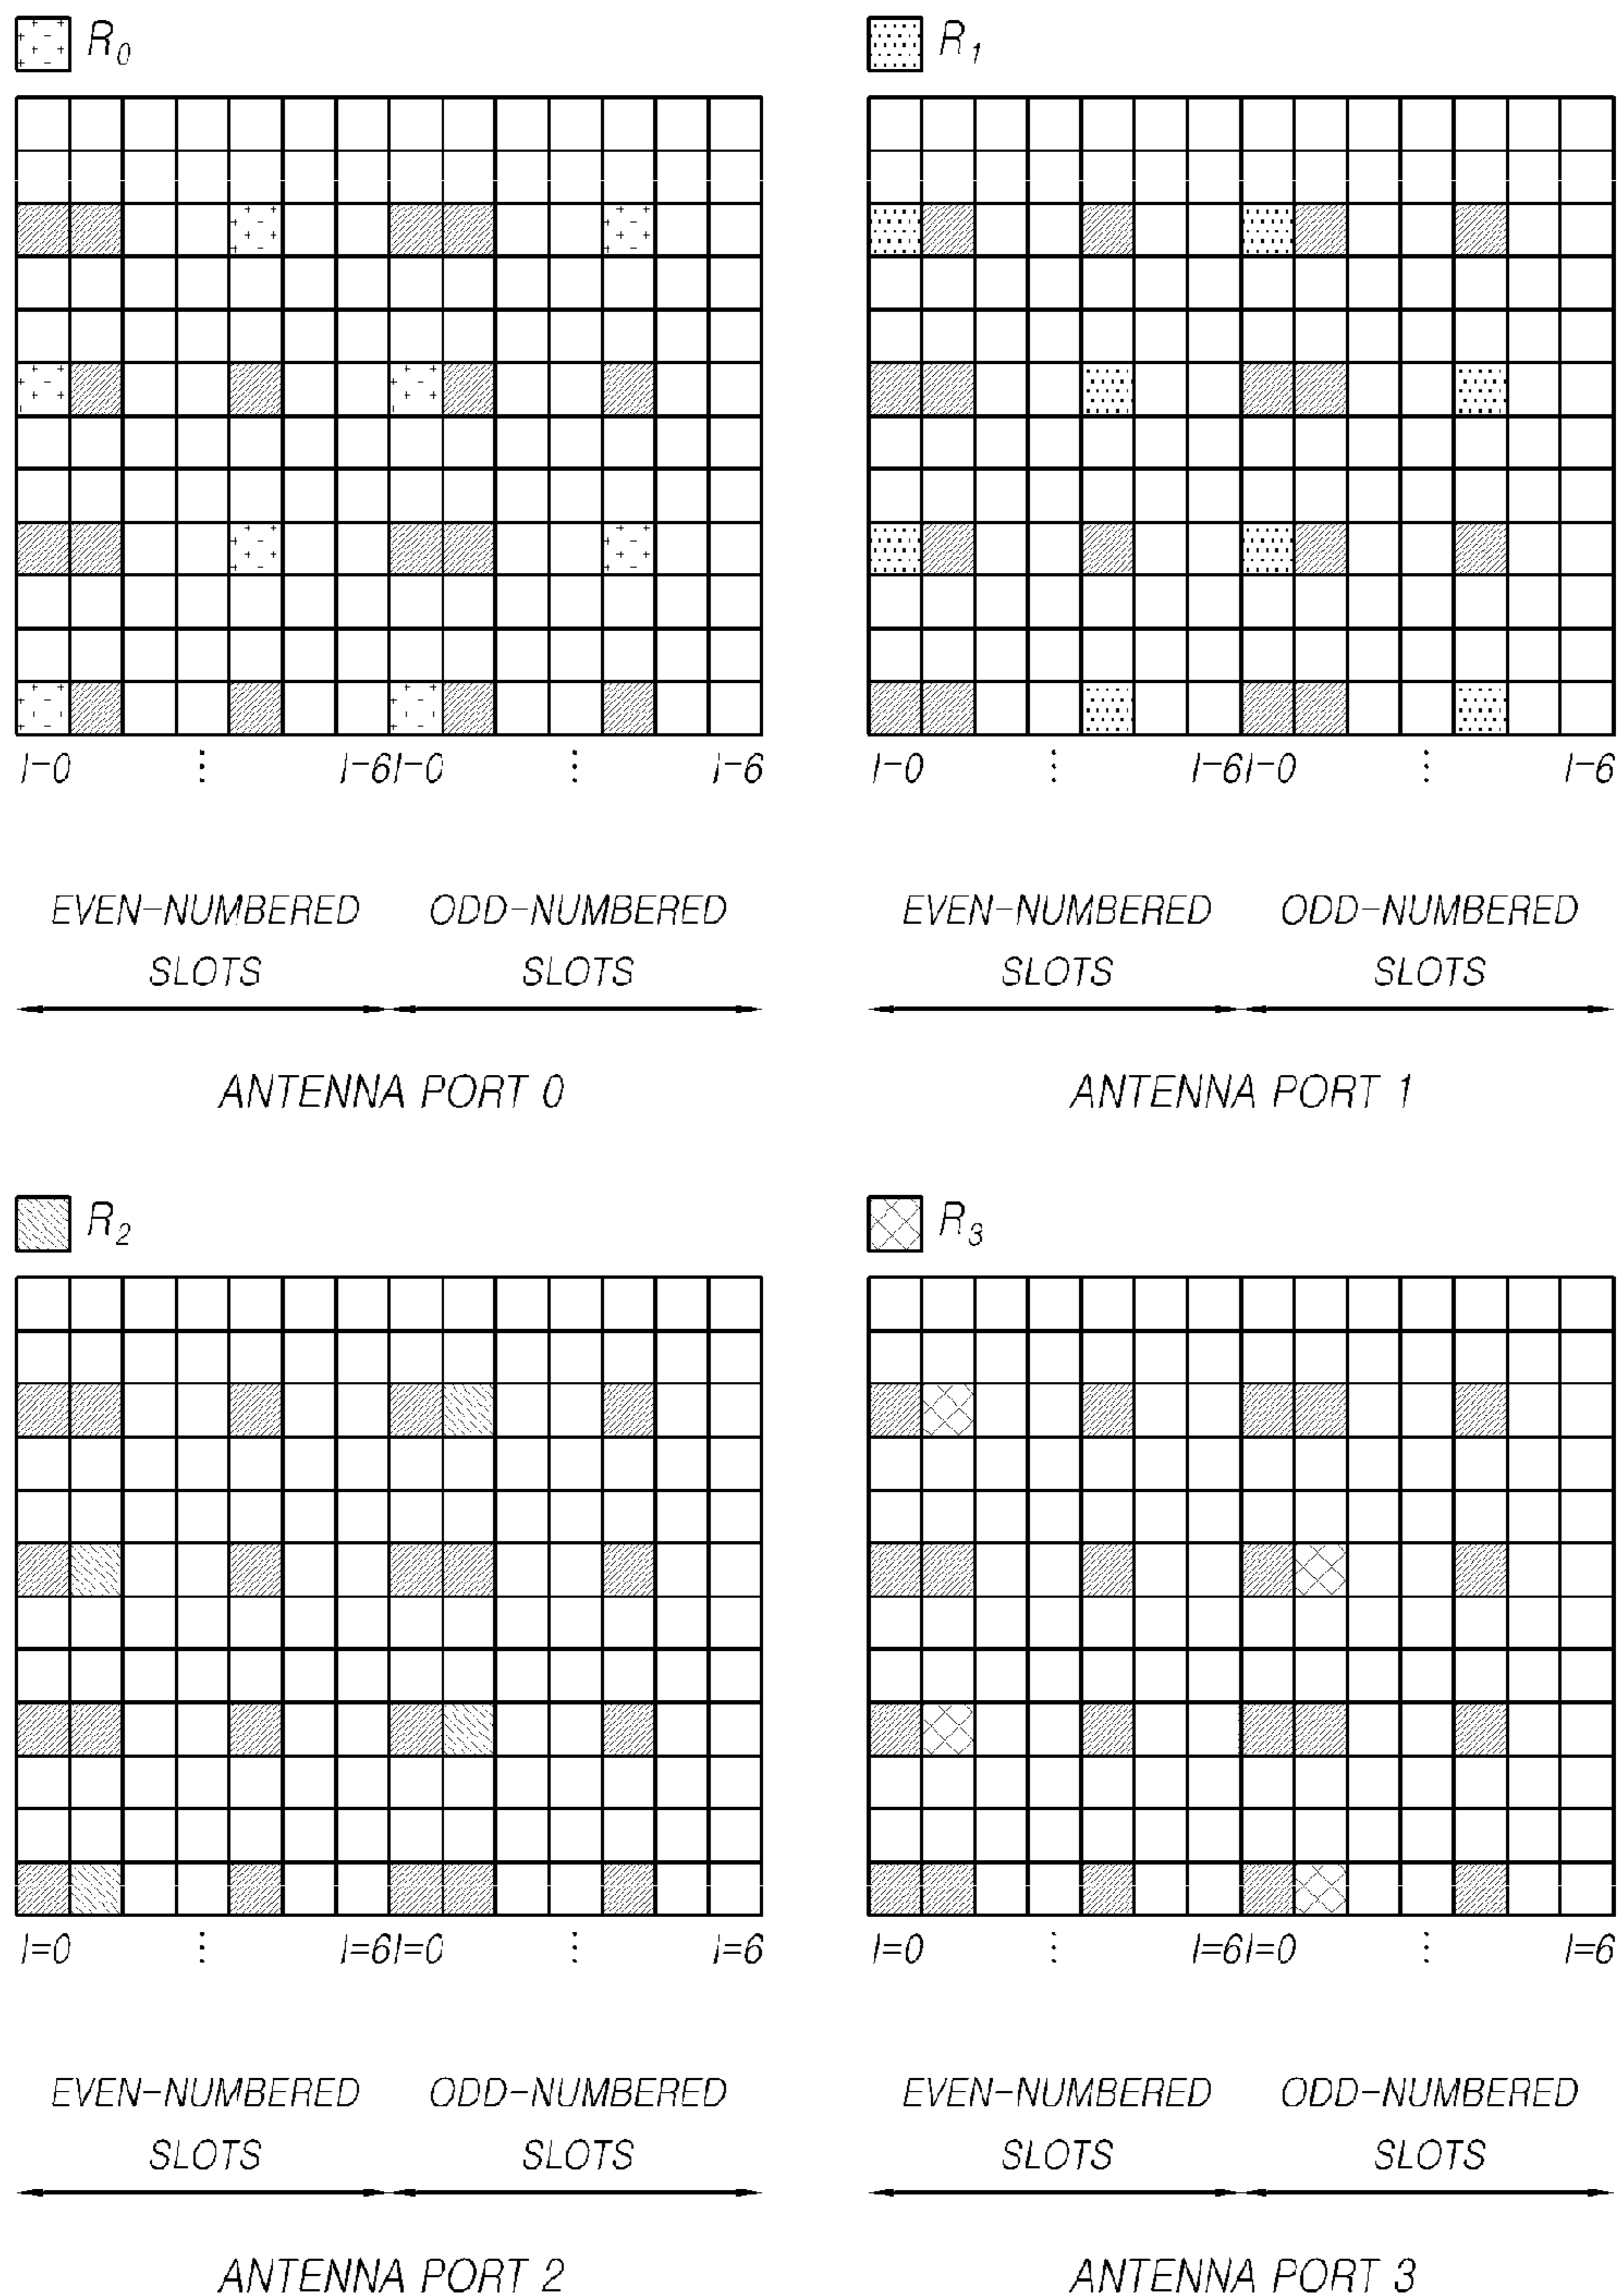 R0 R1
l-0 ⋮ l-6l-0 ⋮ l-6 l-0 ⋮ l-6l-0 ⋮ l-6
EVEN-NUMBERED ODD-NUMBERED EVEN-NUMBERED ODD-NUMBERED
SLOTS SLOTS SLOTS SLOTS
ANTENNA PORT 0 ANTENNA PORT 1
R2 R3
l=0 ⋮ l=6l=0 ⋮ l=6 l=0 ⋮ l=6l=0 ⋮ l=6
EVEN-NUMBERED ODD-NUMBERED EVEN-NUMBERED ODD-NUMBERED
SLOTS SLOTS SLOTS SLOTS
ANTENNA PORT 2 ANTENNA PORT 3